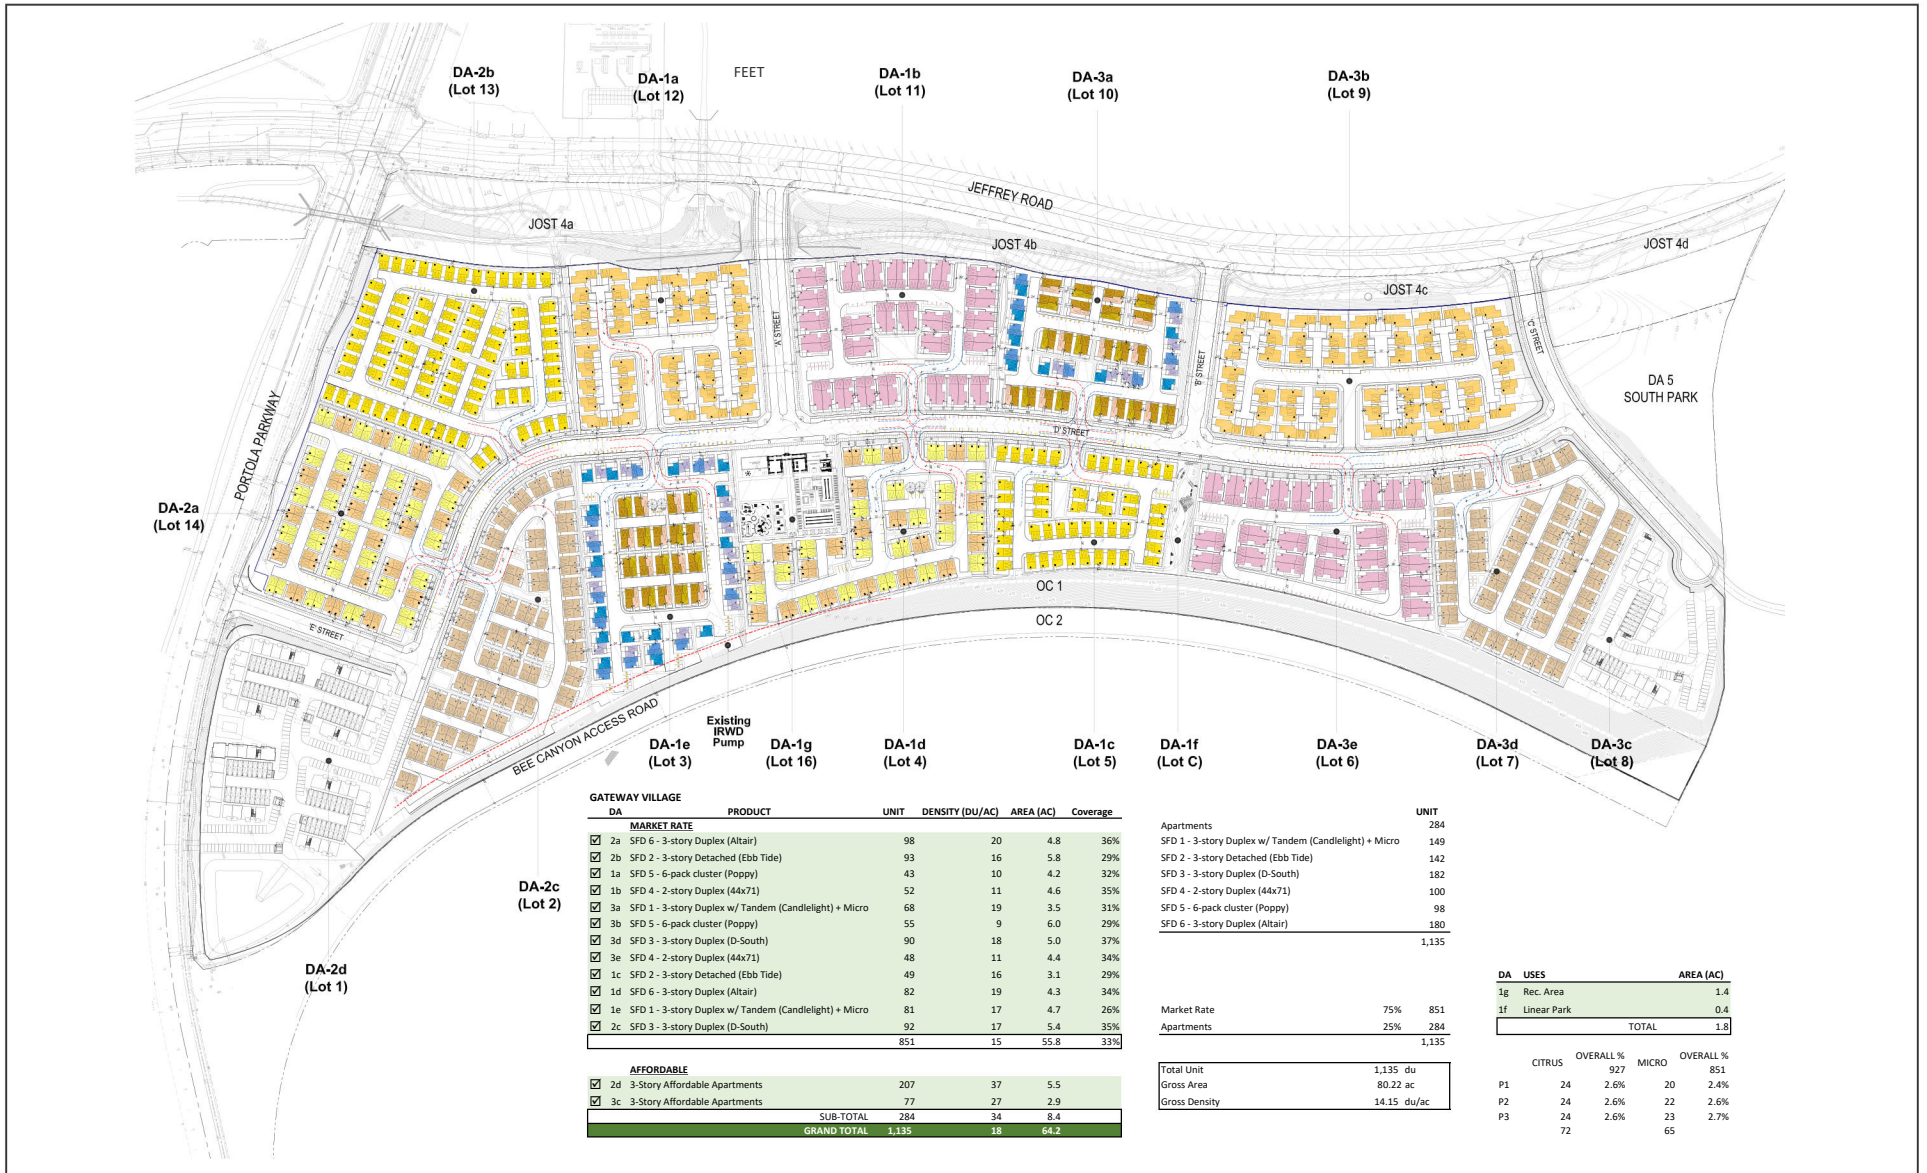 DA-2b
(Lot 13)
DA-1a
(Lot 12)
FEET
DA-1b
(Lot 11)
DA-3a
(Lot 10)
DA-3b
(Lot 9)
JEFFREY ROAD
JOST 4a
JOST 4b
JOST 4c
JOST 4d
'A' STREET
'B' STREET
'C' STREET
'D' STREET
'E' STREET
DA 5
SOUTH PARK
PORTOLA PARKWAY
DA-2a
(Lot 14)
OC 1
OC 2
BEE CANYON ACCESS ROAD
DA-1e
(Lot 3)
Existing
IRWD
Pump
DA-1g
(Lot 16)
DA-1d
(Lot 4)
DA-1c
(Lot 5)
DA-1f
(Lot C)
DA-3e
(Lot 6)
DA-3d
(Lot 7)
DA-3c
(Lot 8)
DA-2c
(Lot 2)
DA-2d
(Lot 1)
GATEWAY VILLAGE
DA PRODUCT UNIT DENSITY (DU/AC) AREA (AC) Coverage
MARKET RATE
2a SFD 6 - 3-story Duplex (Altair) 98 20 4.8 36%
2b SFD 2 - 3-story Detached (Ebb Tide) 93 16 5.8 29%
1a SFD 5 - 6-pack cluster (Poppy) 43 10 4.2 32%
1b SFD 4 - 2-story Duplex (44x71) 52 11 4.6 35%
3a SFD 1 - 3-story Duplex w/ Tandem (Candlelight) + Micro 68 19 3.5 31%
3b SFD 5 - 6-pack cluster (Poppy) 55 9 6.0 29%
3d SFD 3 - 3-story Duplex (D-South) 90 18 5.0 37%
3e SFD 4 - 2-story Duplex (44x71) 48 11 4.4 34%
1c SFD 2 - 3-story Detached (Ebb Tide) 49 16 3.1 29%
1d SFD 6 - 3-story Duplex (Altair) 82 19 4.3 34%
1e SFD 1 - 3-story Duplex w/ Tandem (Candlelight) + Micro 81 17 4.7 26%
2c SFD 3 - 3-story Duplex (D-South) 92 17 5.4 35%
851 15 55.8 33%
AFFORDABLE
2d 3-Story Affordable Apartments 207 37 5.5
3c 3-Story Affordable Apartments 77 27 2.9
SUB-TOTAL 284 34 8.4
GRAND TOTAL 1,135 18 64.2
UNIT
Apartments 284
SFD 1 - 3-story Duplex w/ Tandem (Candlelight) + Micro 149
SFD 2 - 3-story Detached (Ebb Tide) 142
SFD 3 - 3-story Duplex (D-South) 182
SFD 4 - 2-story Duplex (44x71) 100
SFD 5 - 6-pack cluster (Poppy) 98
SFD 6 - 3-story Duplex (Altair) 180
1,135
Market Rate 75% 851
Apartments 25% 284
1,135
Total Unit 1,135 du
Gross Area 80.22 ac
Gross Density 14.15 du/ac
DA USES AREA (AC)
1g Rec. Area 1.4
1f Linear Park 0.4
TOTAL 1.8
CITRUS OVERALL % MICRO OVERALL %
927 851
P1 24 2.6% 20 2.4%
P2 24 2.6% 22 2.6%
P3 24 2.6% 23 2.7%
72 65